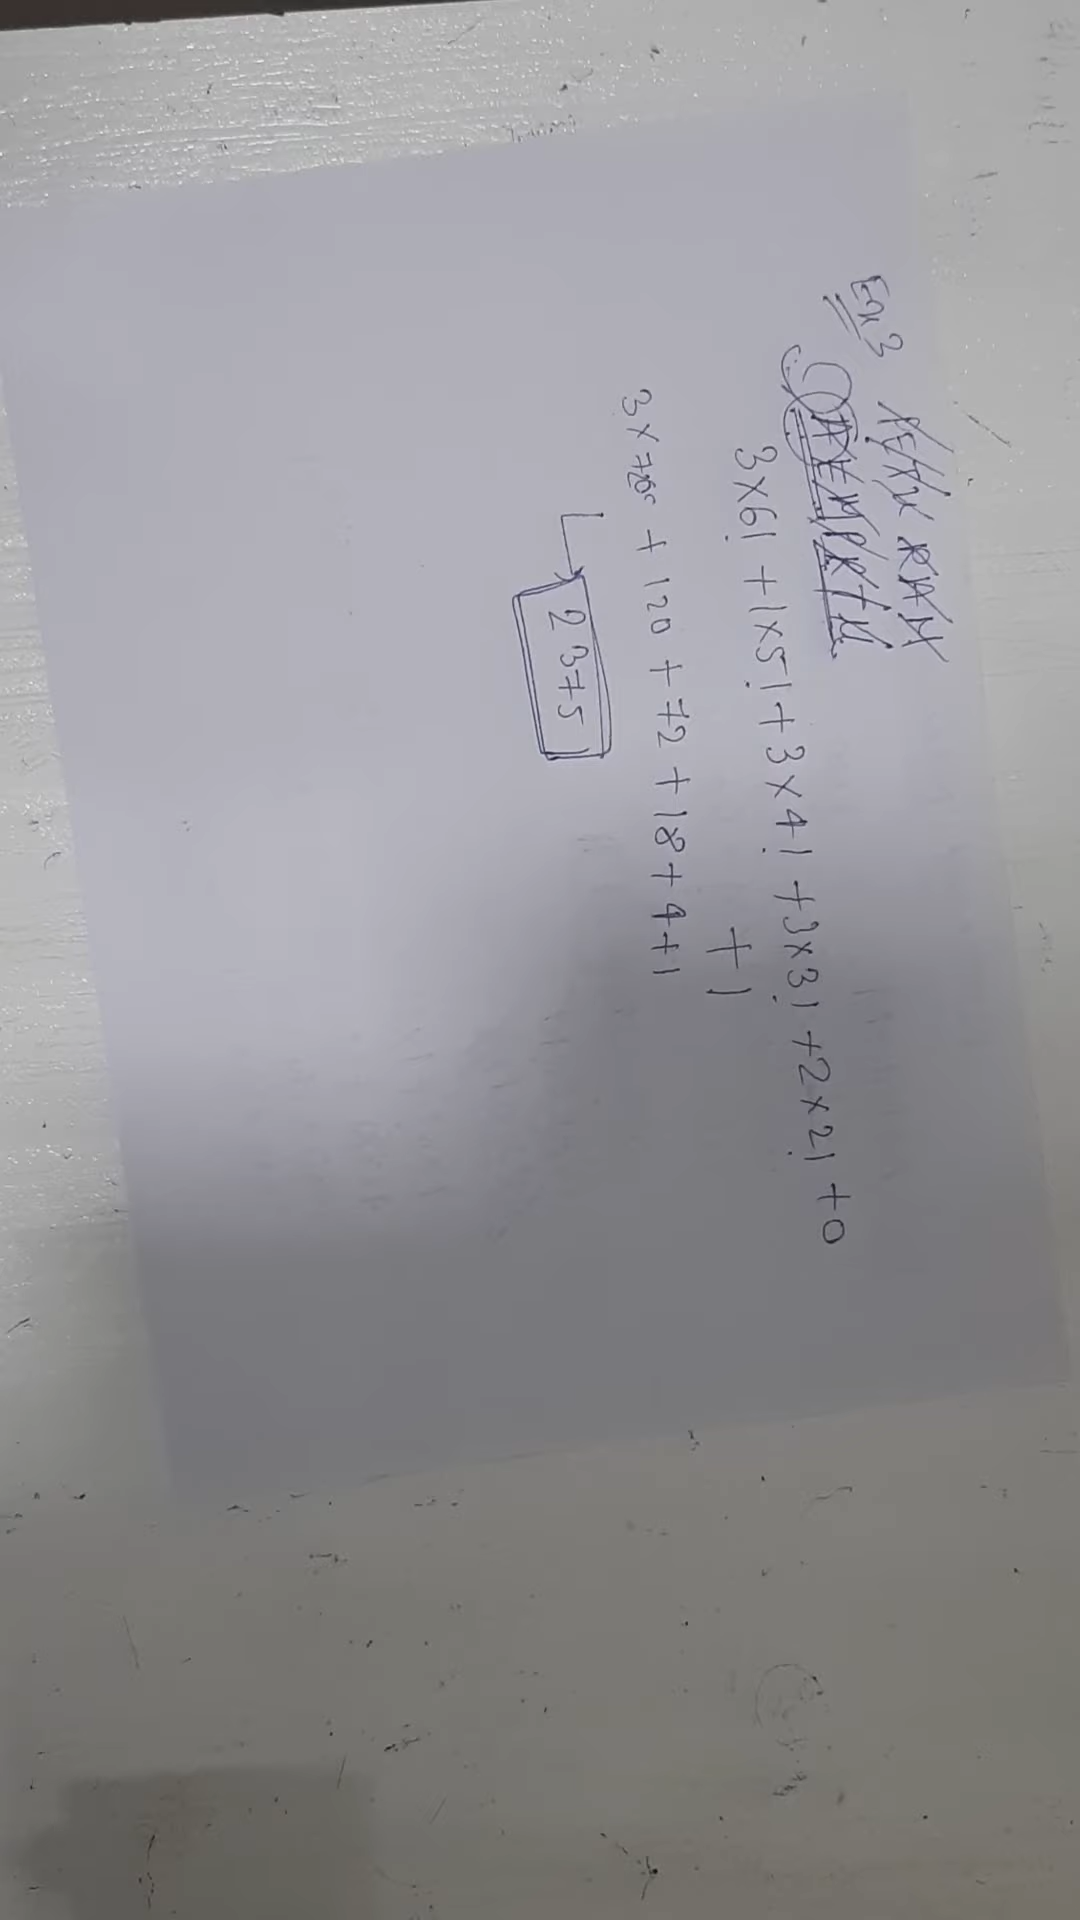 Ex 3
3×6! + 1×5! + 3×4! + 3×3! + 2×2! + 0
+ 1
3×720 + 120 + 72 + 18 + 4 + 1
2375